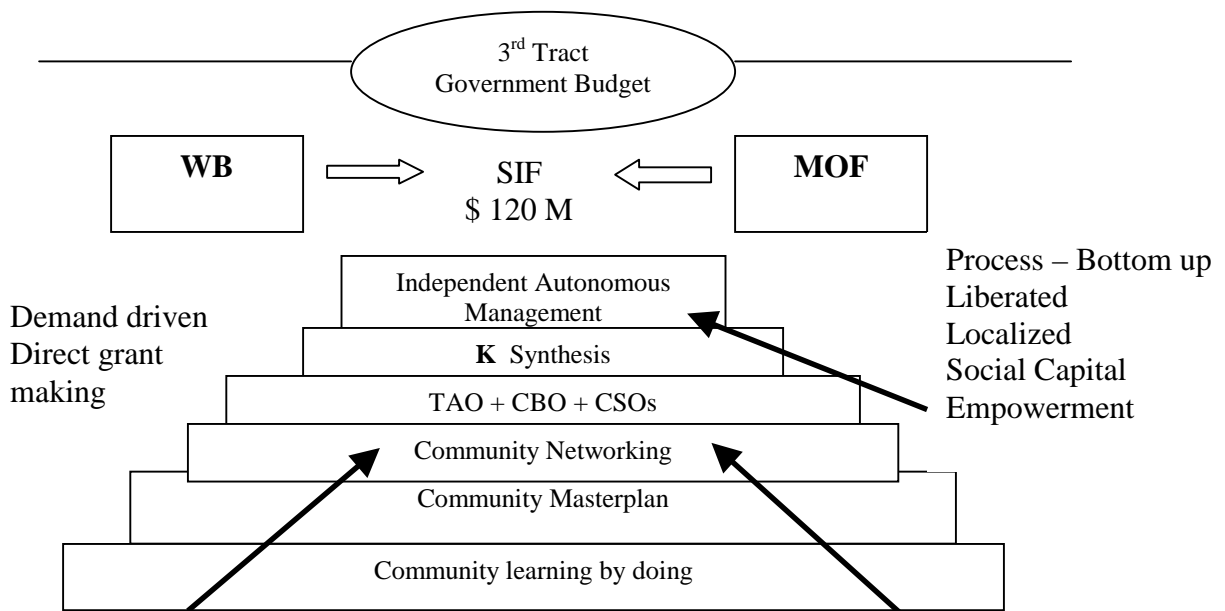 3rd Tract
Government Budget
WB
SIF
$ 120 M
MOF
Demand driven
Direct grant
making
Independent Autonomous
Management
K Synthesis
TAO + CBO + CSOs
Community Networking
Community Masterplan
Community learning by doing
Process – Bottom up
Liberated
Localized
Social Capital
Empowerment